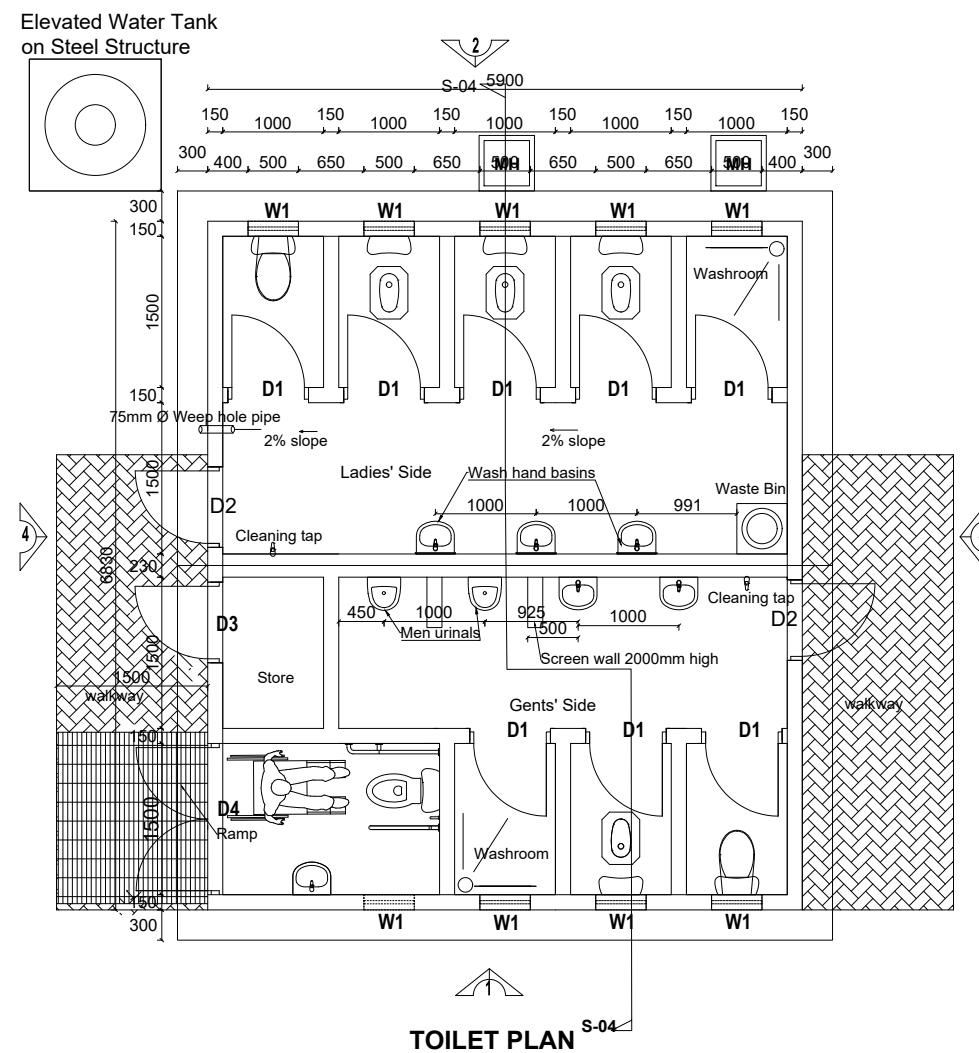 Elevated Water Tank
on Steel Structure
2
S-04
5900
150 1000 150 1000 150 1000 150 1000 150 1000 150
300 400 500 650 500 650 500 650 500 650 500 400 300
MH MH
300
W1 W1 W1 W1 W1
150
Washroom
1500
D1 D1 D1 D1 D1
150
75mm Ø Weep hole pipe
2% slope 2% slope
Ladies' Side
Wash hand basins
1500
Waste Bin
D2
1000 1000 991
4
Cleaning tap
230
6830
Cleaning tap
450 1000 925 1000
D3
Men urinals
500
D2
1500
Screen wall 2000mm high
Store
1500
walkway
Gents' Side
walkway
150
D1 D1 D1
D4
1500
Ramp
Washroom
150
300
W1 W1 W1 W1
1
TOILET PLAN
S-04